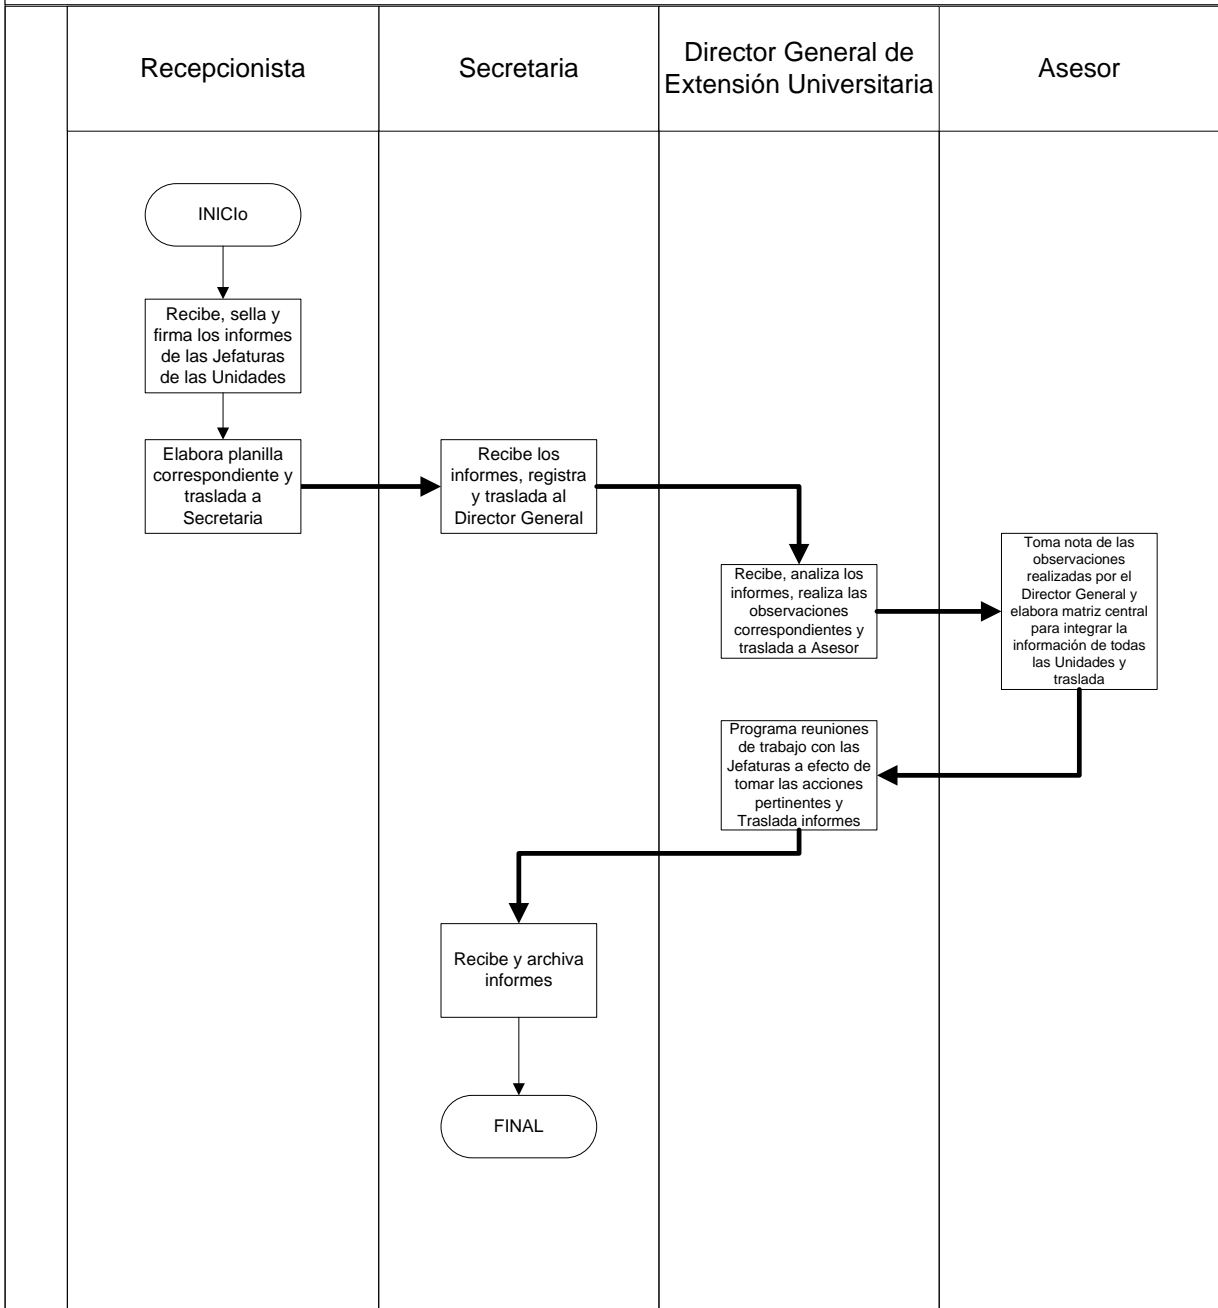 Recepcionista
Secretaria
Director General de
Extensión Universitaria
Asesor
INICIo
Recibe, sella y
firma los informes
de las Jefaturas
de las Unidades
Elabora planilla
correspondiente y
traslada a
Secretaria
Recibe los
informes, registra
y traslada al
Director General
Recibe, analiza los
informes, realiza las
observaciones
correspondientes y
traslada a Asesor
Toma nota de las
observaciones
realizadas por el
Director General y
elabora matriz central
para integrar la
información de todas
las Unidades y
traslada
Programa reuniones
de trabajo con las
Jefaturas a efecto de
tomar las acciones
pertinentes y
Traslada informes
Recibe y archiva
informes
FINAL